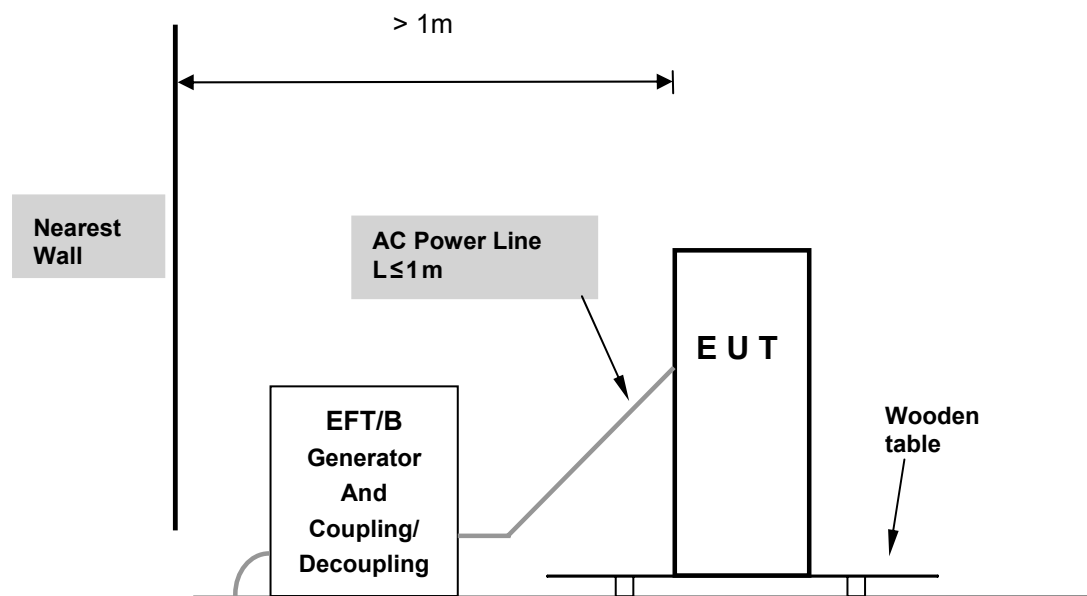 > 1m
Nearest
Wall
AC Power Line
L≤1m
E U T
EFT/B
Generator
And
Coupling/
Decoupling
Wooden
table